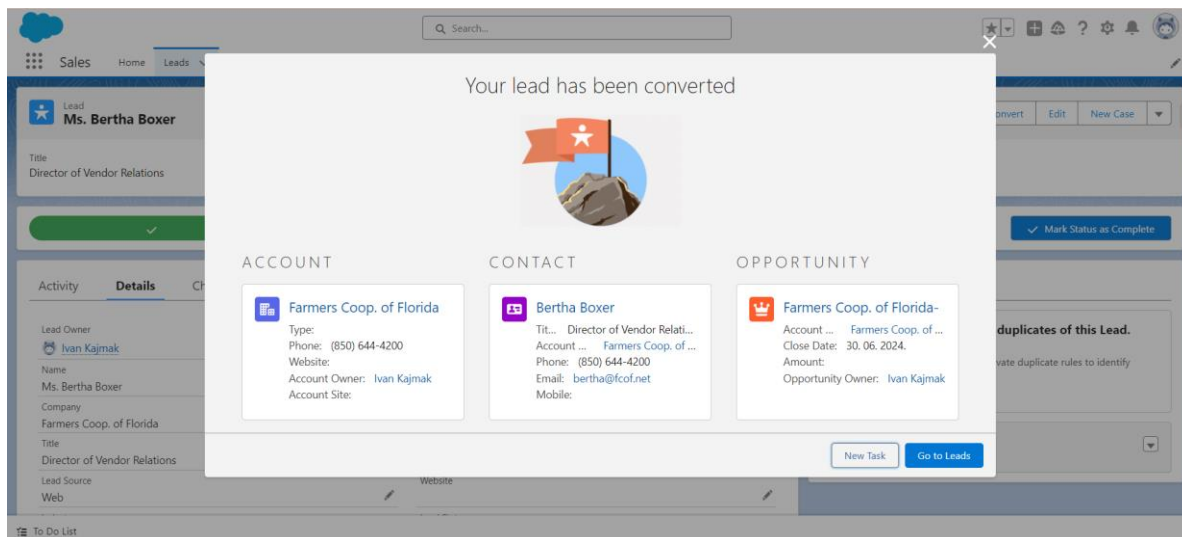 Search...
Sales
Home
Leads
Lead
Ms. Bertha Boxer
Edit
New Case
Title
Director of Vendor Relations
Mark Status as Complete
Activity
Details
Lead Owner
Ivan Kajmak
Name
Ms. Bertha Boxer
Company
Farmers Coop. of Florida
Title
Director of Vendor Relations
Lead Source
Web
Website
duplicates of this Lead.
vate duplicate rules to identify
Your lead has been converted
ACCOUNT
Farmers Coop. of Florida
Type:
Phone: (850) 644-4200
Website:
Account Owner: Ivan Kajmak
Account Site:
CONTACT
Bertha Boxer
Tit... Director of Vendor Relati...
Account ... Farmers Coop. of ...
Phone: (850) 644-4200
Email: bertha@fcof.net
Mobile:
OPPORTUNITY
Farmers Coop. of Florida-
Account ... Farmers Coop. of ...
Close Date: 30. 06. 2024.
Amount:
Opportunity Owner: Ivan Kajmak
New Task
Go to Leads
To Do List